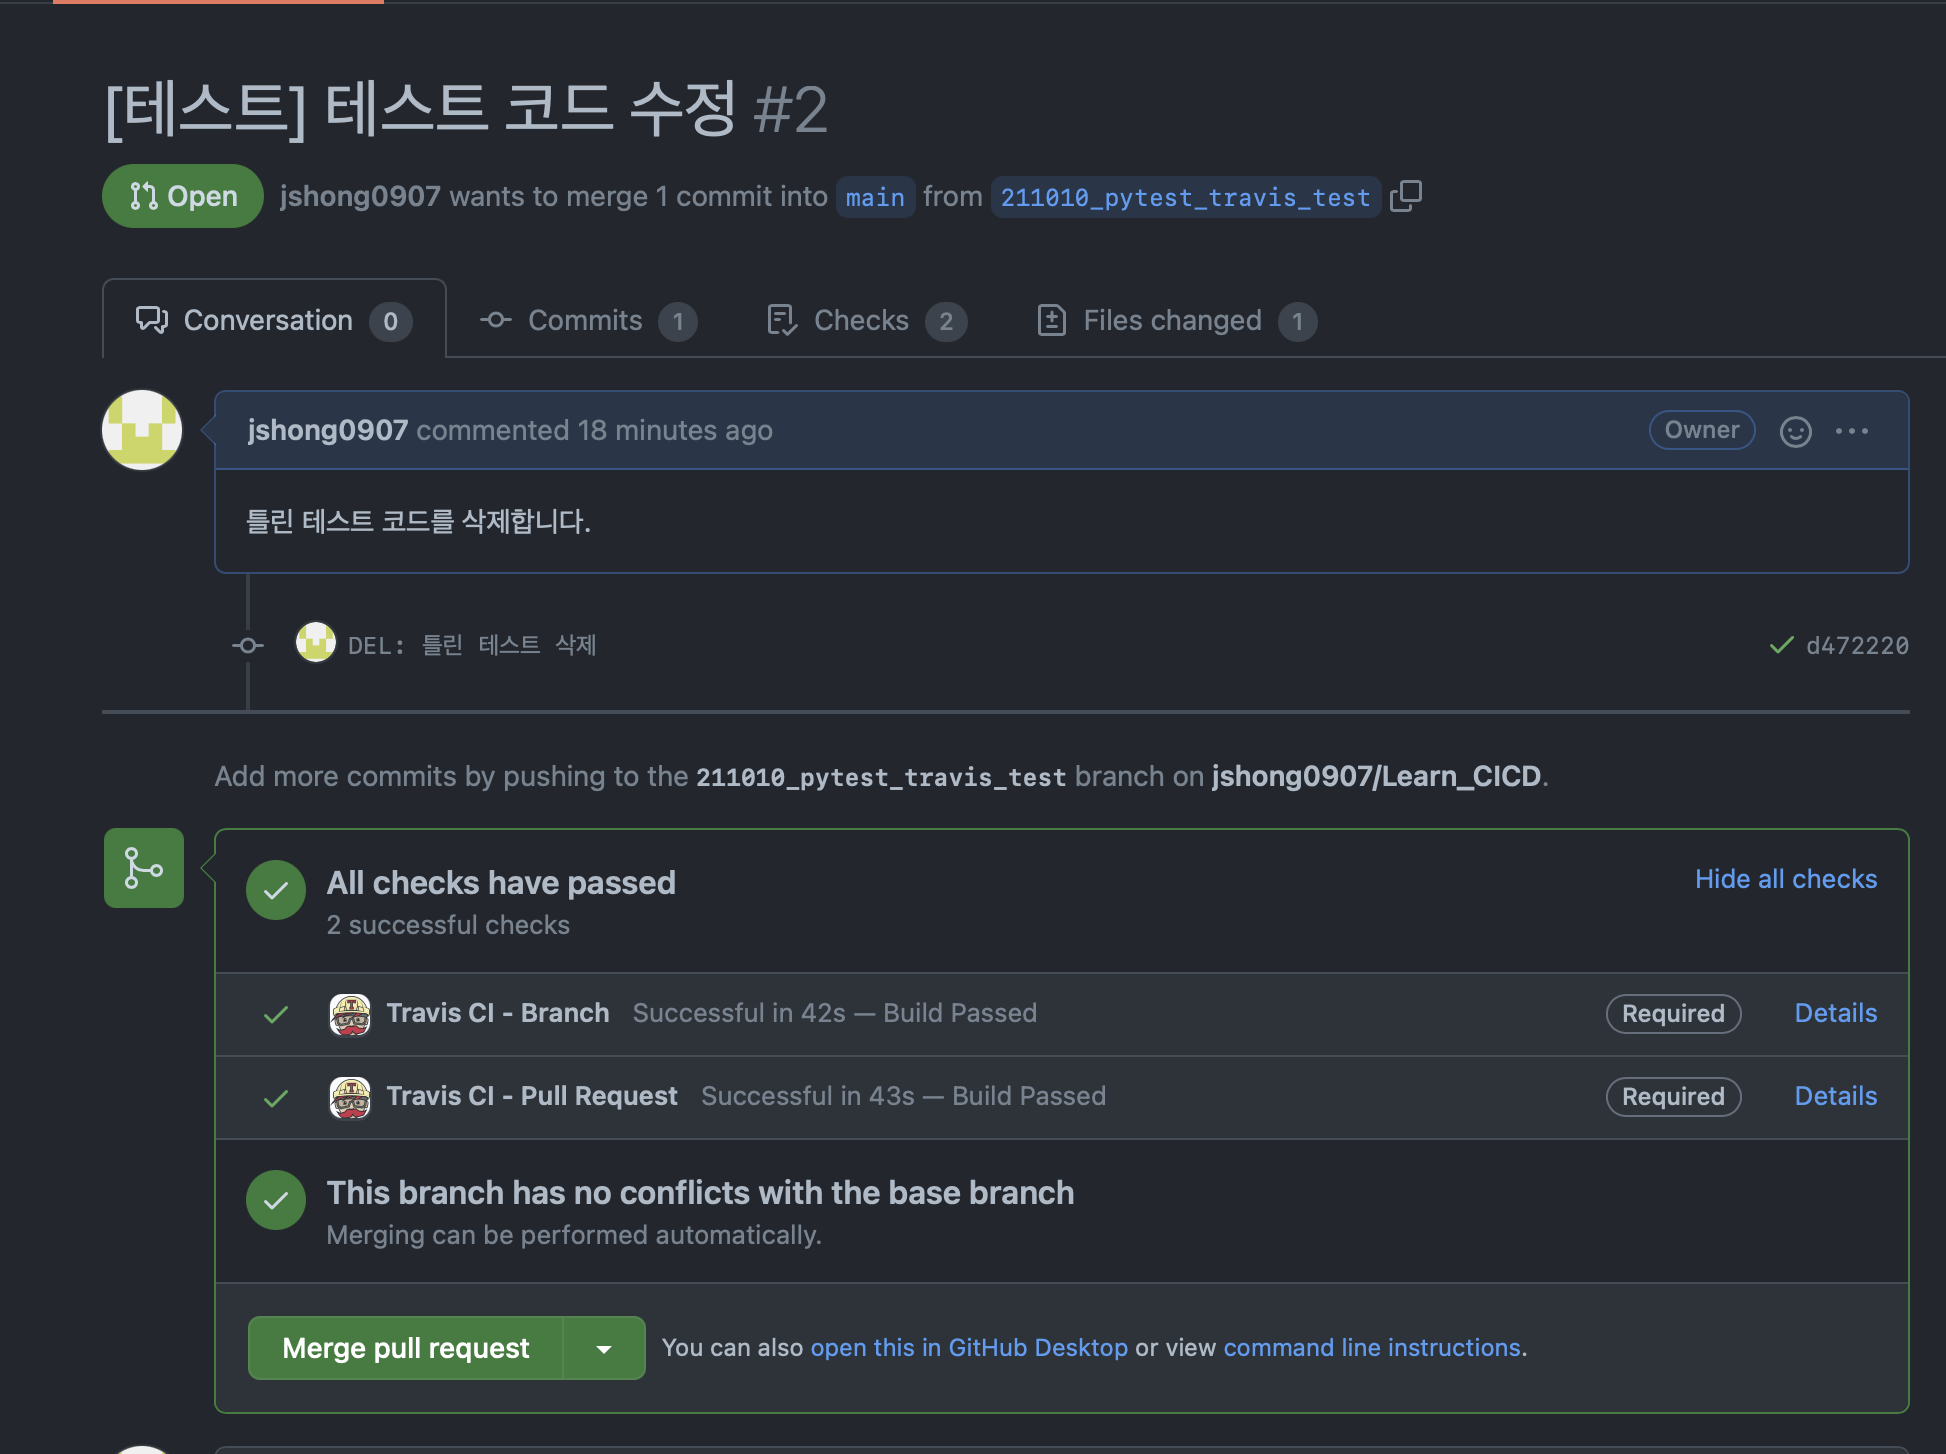 [테스트] 테스트 코드 수정 #2
Open jshong0907 wants to merge 1 commit into main from 211010_pytest_travis_test
Conversation 0 Commits 1 Checks 2 Files changed 1
jshong0907 commented 18 minutes ago Owner
틀린 테스트 코드를 삭제합니다.
DEL: 틀린 테스트 삭제 d472220
Add more commits by pushing to the 211010_pytest_travis_test branch on jshong0907/Learn_CICD.
All checks have passed Hide all checks
2 successful checks
Travis CI - Branch Successful in 42s — Build Passed Required Details
Travis CI - Pull Request Successful in 43s — Build Passed Required Details
This branch has no conflicts with the base branch
Merging can be performed automatically.
Merge pull request You can also open this in GitHub Desktop or view command line instructions.